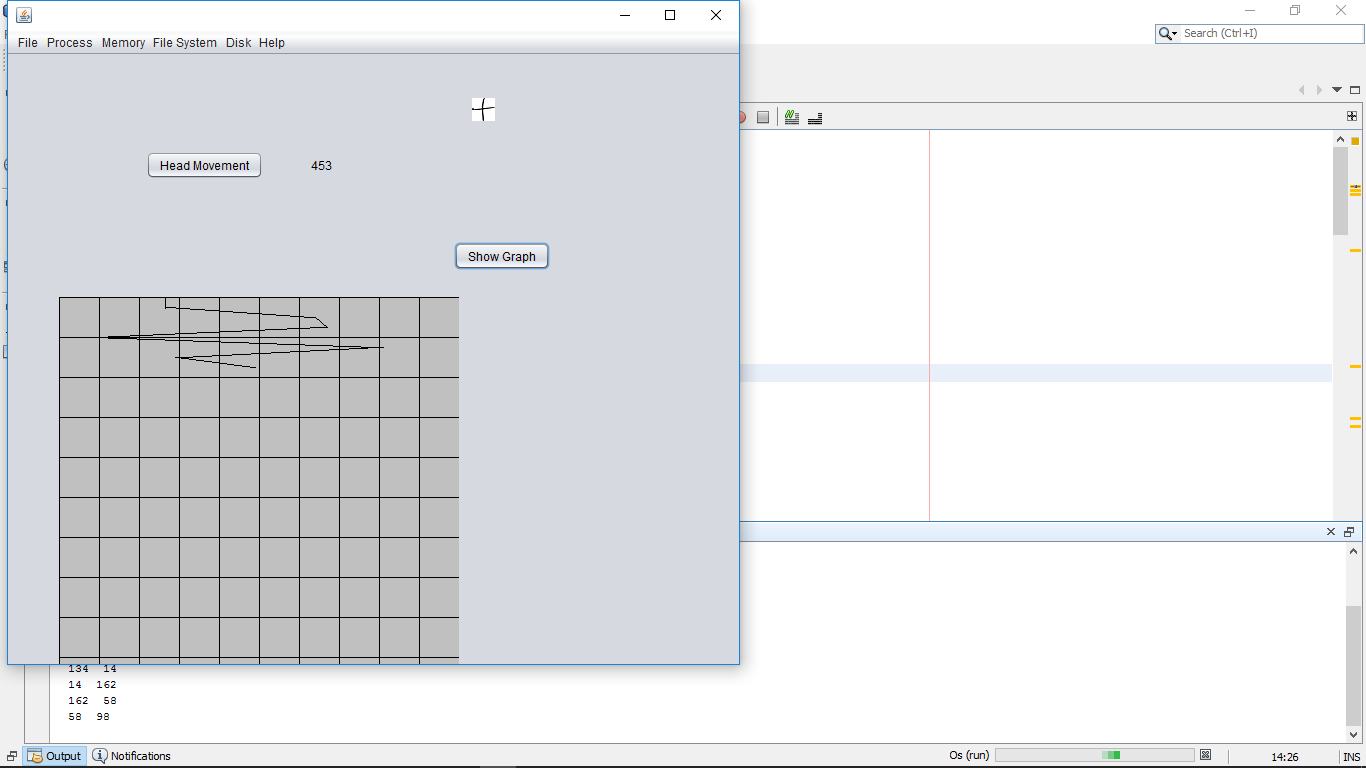 File Process Memory File System Disk Help
Search (Ctrl+I)
Head Movement 453
Show Graph
134 14
14 162
162 58
58 98
Output Notifications Os (run) 14:26 INS